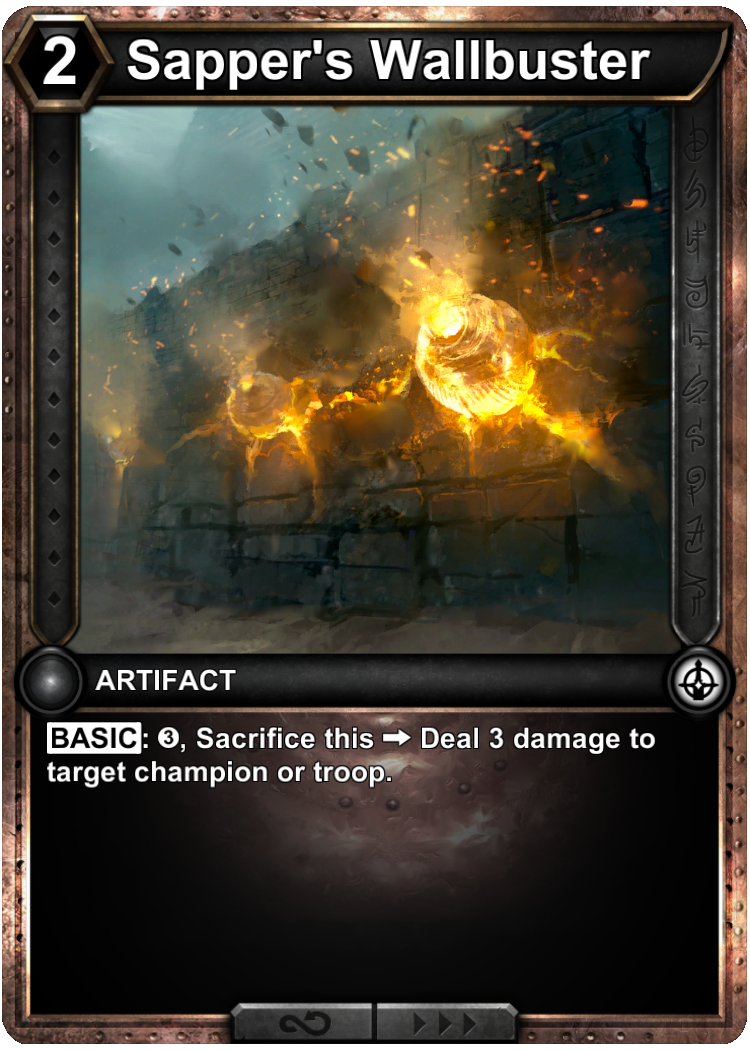 2 Sapper's Wallbuster
ARTIFACT
BASIC: ❸, Sacrifice this ➡ Deal 3 damage to
target champion or troop.